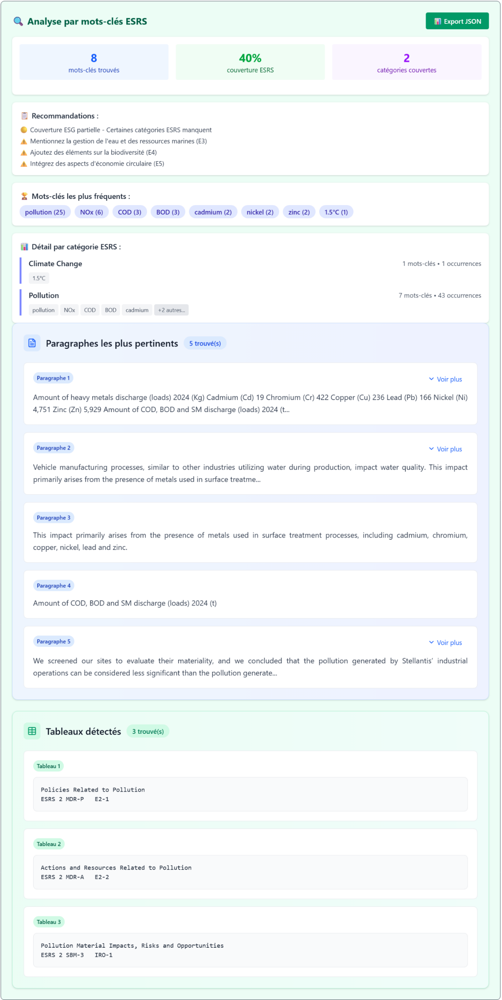 Analyse par mots-clés ESRS
Export JSON
8
mots-clés trouvés
40%
couverture ESRS
2
catégories couvertes
Recommandations :
Couverture ESG partielle - Certaines catégories ESRS manquent
Mentionnez la gestion de l'eau et des ressources marines (E3)
Ajoutez des éléments sur la biodiversité (E4)
Intégrez des aspects d'économie circulaire (E5)
Mots-clés les plus fréquents :
pollution (25) NOx (6) COD (3) BOD (3) cadmium (2) nickel (2) zinc (2) 1.5°C (1)
Détail par catégorie ESRS :
Climate Change 1 mots-clés • 1 occurrences
1.5°C
Pollution 7 mots-clés • 43 occurrences
pollution NOx COD BOD cadmium +2 autres...
Paragraphes les plus pertinents 5 trouvé(s)
Paragraphe 1 Voir plus
Amount of heavy metals discharge (loads) 2024 (Kg) Cadmium (Cd) 19 Chromium (Cr) 422 Copper (Cu) 236 Lead (Pb) 166 Nickel (Ni)
4,751 Zinc (Zn) 5,929 Amount of COD, BOD and SM discharge (loads) 2024 (t...
Paragraphe 2 Voir plus
Vehicle manufacturing processes, similar to other industries utilizing water during production, impact water quality. This impact
primarily arises from the presence of metals used in surface treatme...
Paragraphe 3
This impact primarily arises from the presence of metals used in surface treatment processes, including cadmium, chromium,
copper, nickel, lead and zinc.
Paragraphe 4
Amount of COD, BOD and SM discharge (loads) 2024 (t)
Paragraphe 5 Voir plus
We screened our sites to evaluate their materiality, and we concluded that the pollution generated by Stellantis’ industrial
operations can be considered less significant than the pollution generate...
Tableaux détectés 3 trouvé(s)
Tableau 1
Policies Related to Pollution
ESRS 2 MDR-P E2-1
Tableau 2
Actions and Resources Related to Pollution
ESRS 2 MDR-A E2-2
Tableau 3
Pollution Material Impacts, Risks and Opportunities
ESRS 2 SBM-3 IRO-1